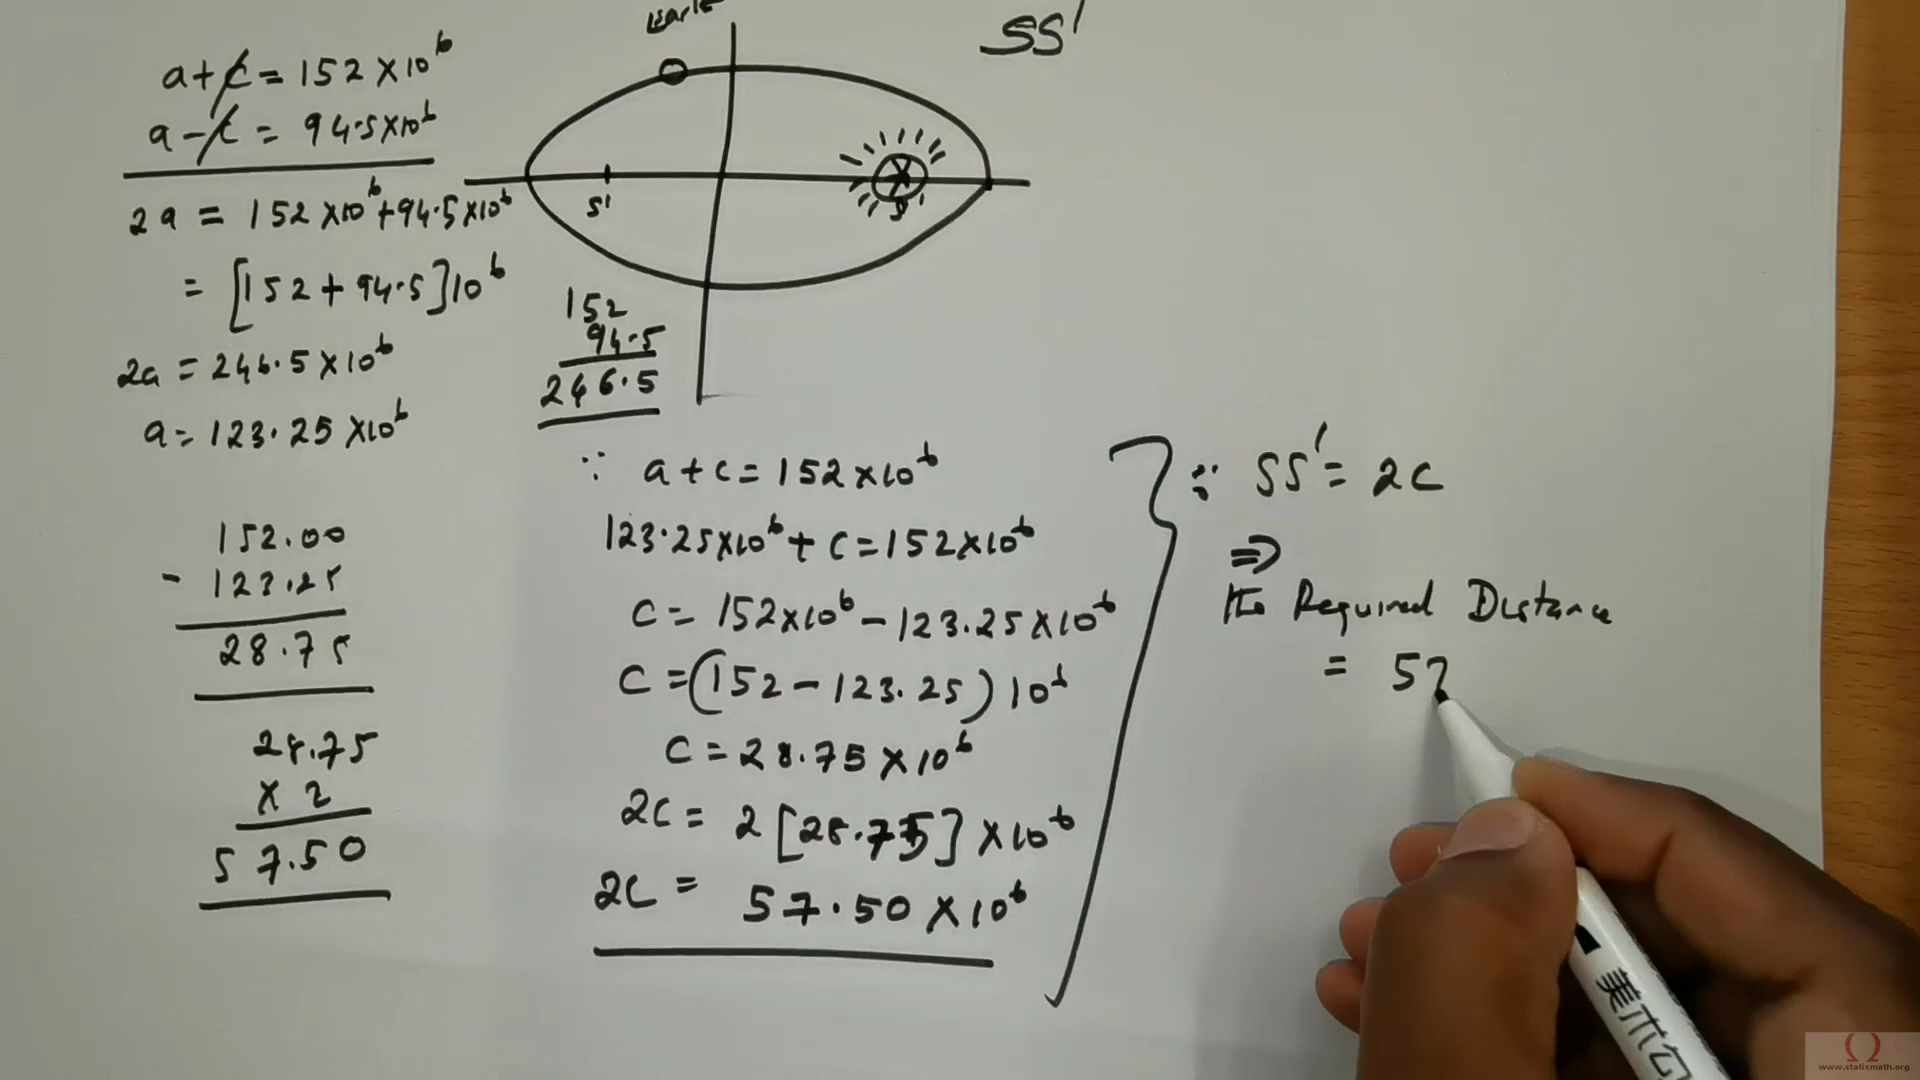 Earth
SS'
a + c = 152 × 10⁶
a - c = 94.5 × 10⁶
2a = 152 × 10⁶ + 94.5 × 10⁶
= [152 + 94.5] 10⁶
2a = 246.5 × 10⁶
a = 123.25 × 10⁶
S'
S
152
94.5
246.5
152.00
- 123.25
28.75
28.75
× 2
57.50
∵ a + c = 152 × 10⁶
123.25 × 10⁶ + c = 152 × 10⁶
c = 152 × 10⁶ - 123.25 × 10⁶
c = (152 - 123.25) 10⁶
c = 28.75 × 10⁶
2c = 2 [28.75] × 10⁶
2c = 57.50 × 10⁶
∵ SS' = 2c
⇒
the Required Distance
= 57
美术勾
Ω
www.statismath.org